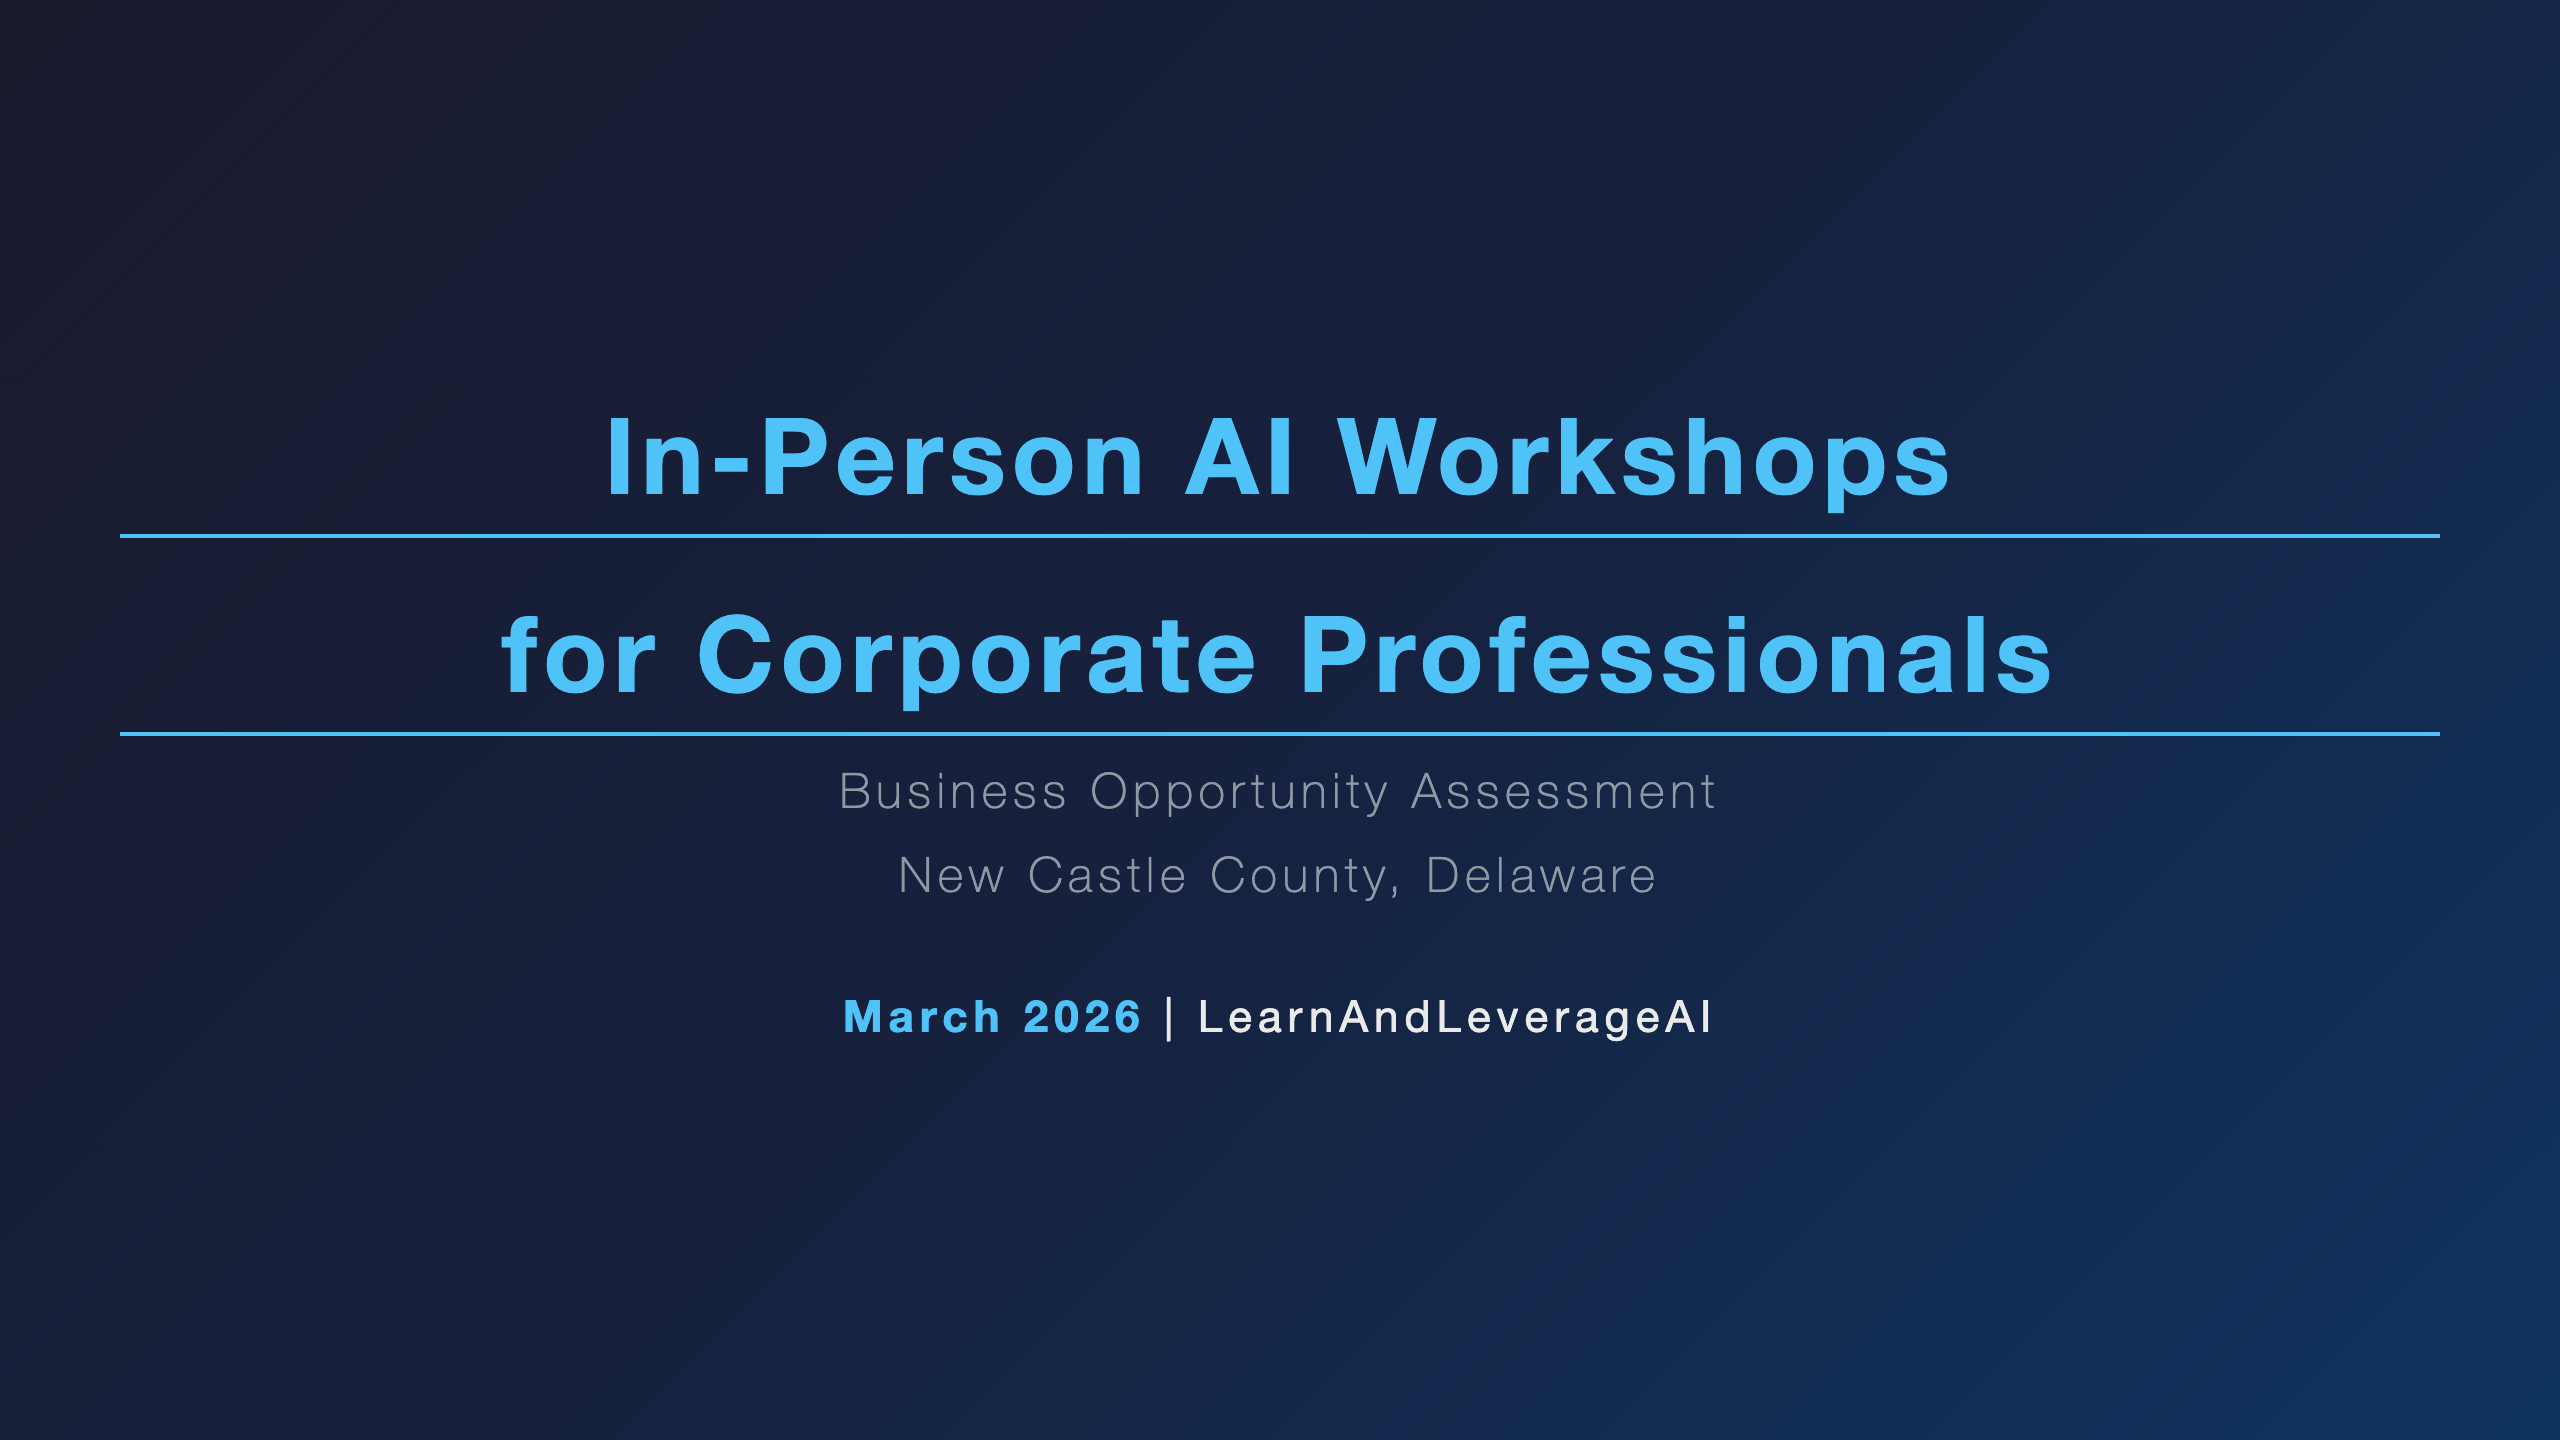 In-Person AI Workshops
for Corporate Professionals
Business Opportunity Assessment
New Castle County, Delaware
March 2026 | LearnAndLeverageAI